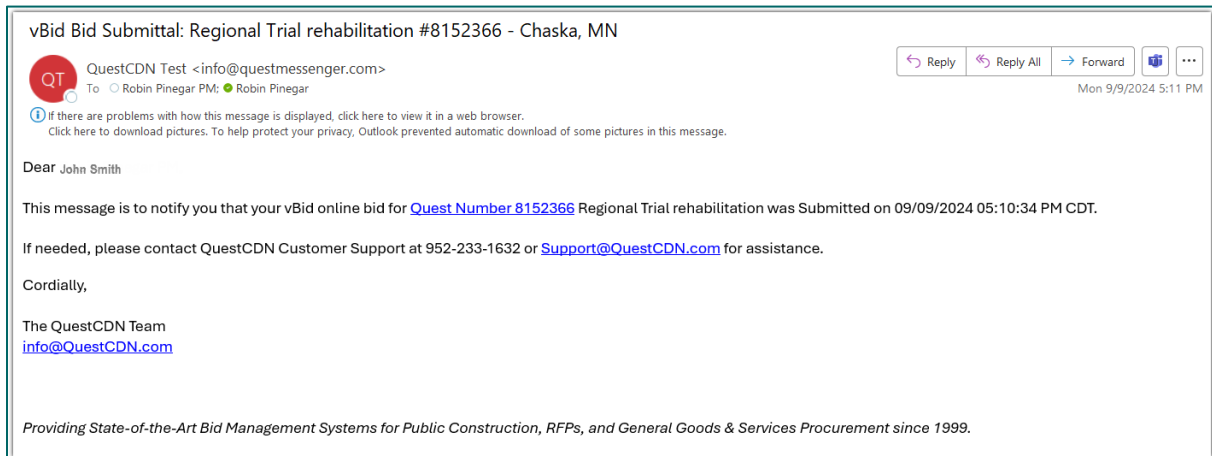 vBid Bid Submittal: Regional Trial rehabilitation #8152366 - Chaska, MN
QT
QuestCDN Test <info@questmessenger.com>
To Robin Pinegar PM; Robin Pinegar
Reply
Reply All
Forward
Mon 9/9/2024 5:11 PM
If there are problems with how this message is displayed, click here to view it in a web browser.
Click here to download pictures. To help protect your privacy, Outlook prevented automatic download of some pictures in this message.
Dear John Smith
This message is to notify you that your vBid online bid for Quest Number 8152366 Regional Trial rehabilitation was Submitted on 09/09/2024 05:10:34 PM CDT.
If needed, please contact QuestCDN Customer Support at 952-233-1632 or Support@QuestCDN.com for assistance.
Cordially,
The QuestCDN Team
info@QuestCDN.com
Providing State-of-the-Art Bid Management Systems for Public Construction, RFPs, and General Goods & Services Procurement since 1999.